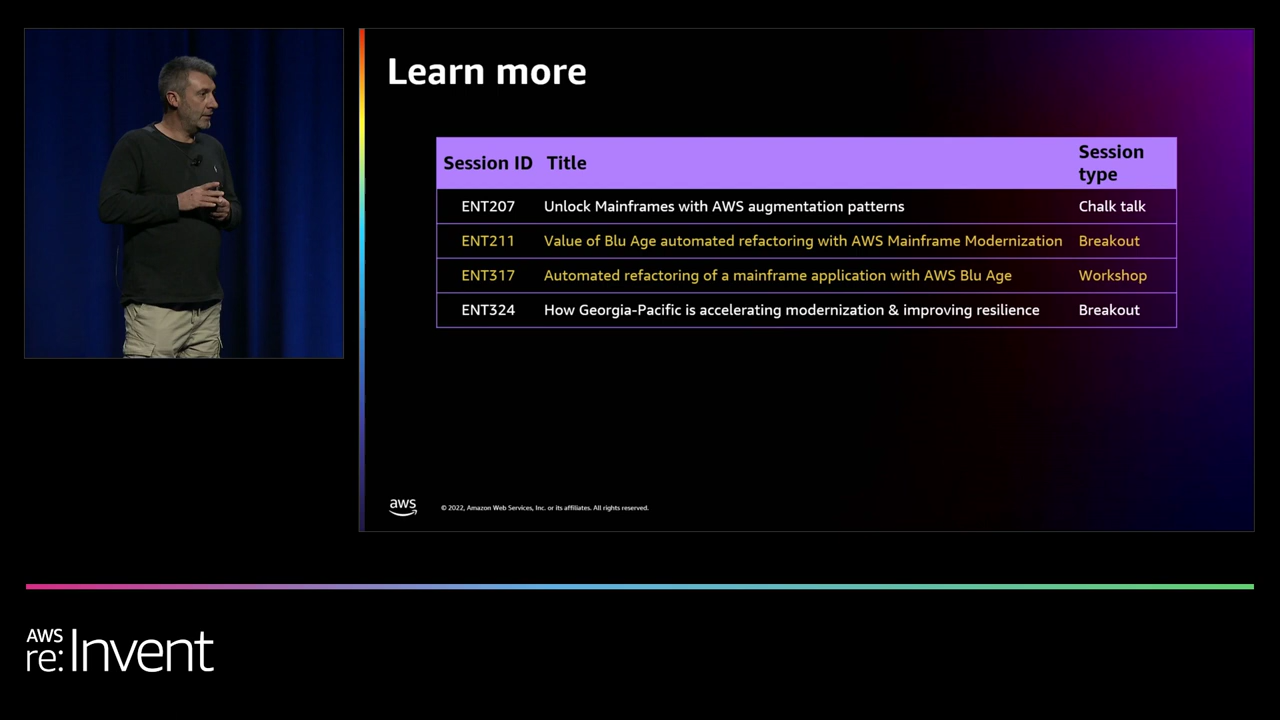 Learn more
Session ID Title Session type
ENT207 Unlock Mainframes with AWS augmentation patterns Chalk talk
ENT211 Value of Blu Age automated refactoring with AWS Mainframe Modernization Breakout
ENT317 Automated refactoring of a mainframe application with AWS Blu Age Workshop
ENT324 How Georgia-Pacific is accelerating modernization & improving resilience Breakout
aws © 2022, Amazon Web Services, Inc. or its affiliates. All rights reserved.
AWS
re:Invent